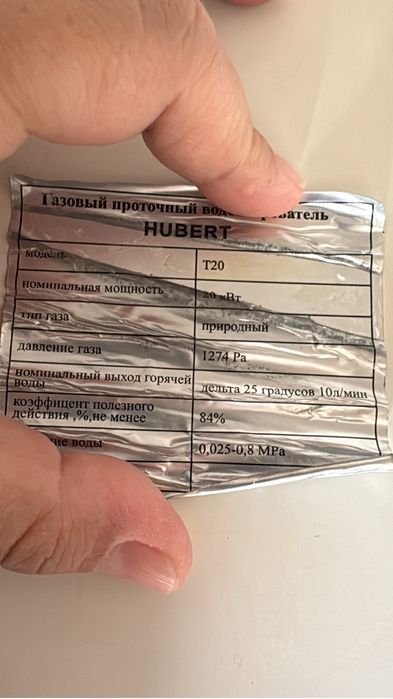 Газовый проточный
HUBERT
модель T20
номинальная мощность 20 кВт
тип газа природный
давление газа 1274 Pa
номинальный выход горячей
воды дельта 25 градусов 10л/мин
коэффицент полезного
действия ,%,не менее 84%
воды 0,025-0,8 MPa